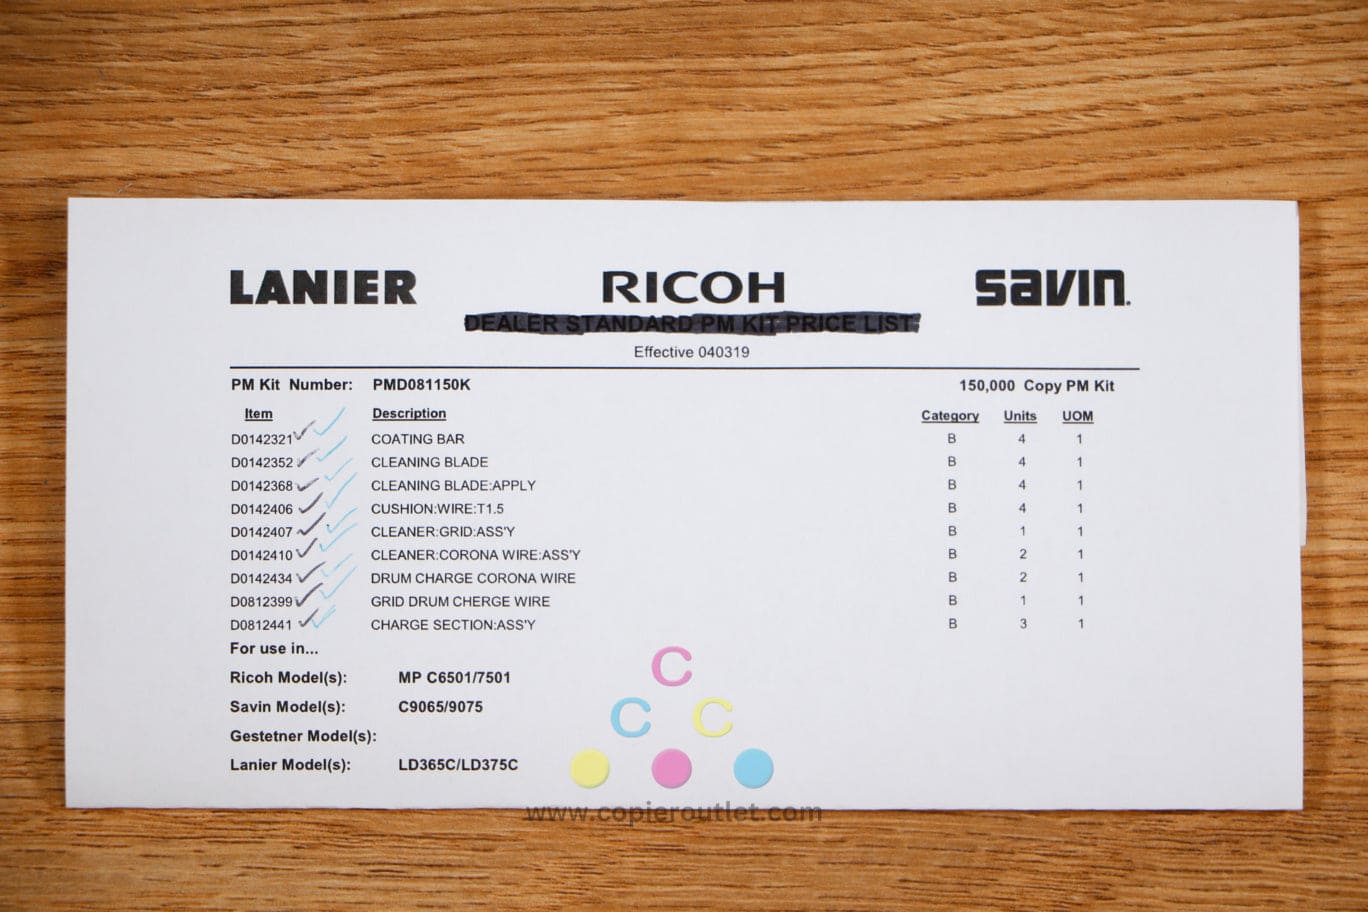 LANIER RICOH SAVIN.
DEALER STANDARD PM KIT PRICE LIST
Effective 040319
PM Kit Number: PMD081150K 150,000 Copy PM Kit
Item Description Category Units UOM
D0142321 COATING BAR B 4 1
D0142352 CLEANING BLADE B 4 1
D0142368 CLEANING BLADE:APPLY B 4 1
D0142406 CUSHION:WIRE:T1.5 B 4 1
D0142407 CLEANER:GRID:ASS'Y B 1 1
D0142410 CLEANER:CORONA WIRE:ASS'Y B 2 1
D0142434 DRUM CHARGE CORONA WIRE B 2 1
D0812399 GRID DRUM CHERGE WIRE B 1 1
D0812441 CHARGE SECTION:ASS'Y B 3 1
For use in...
Ricoh Model(s): MP C6501/7501
Savin Model(s): C9065/9075
Gestetner Model(s):
Lanier Model(s): LD365C/LD375C
C
C C
www.copieroutlet.com